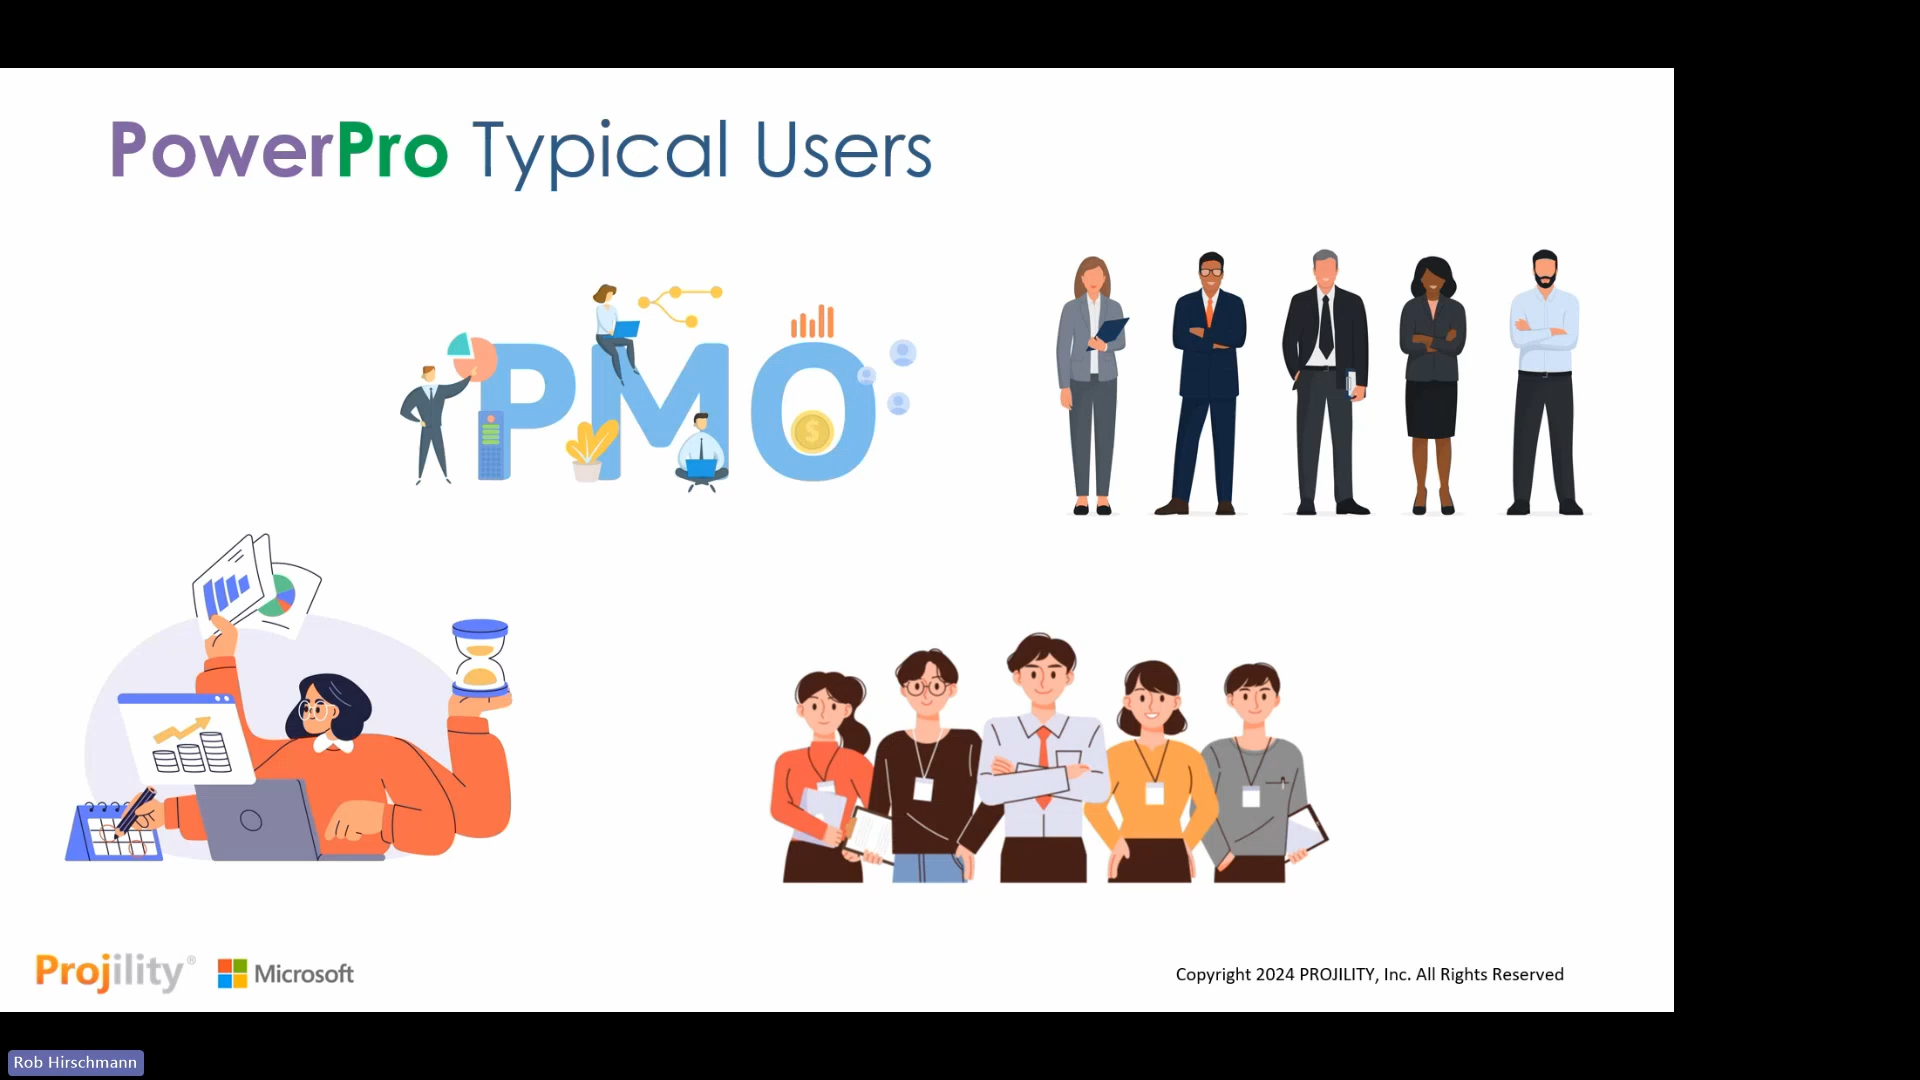 PowerPro Typical Users
PMO
$
Projility®
Microsoft
Copyright 2024 PROJILITY, Inc. All Rights Reserved
Rob Hirschmann